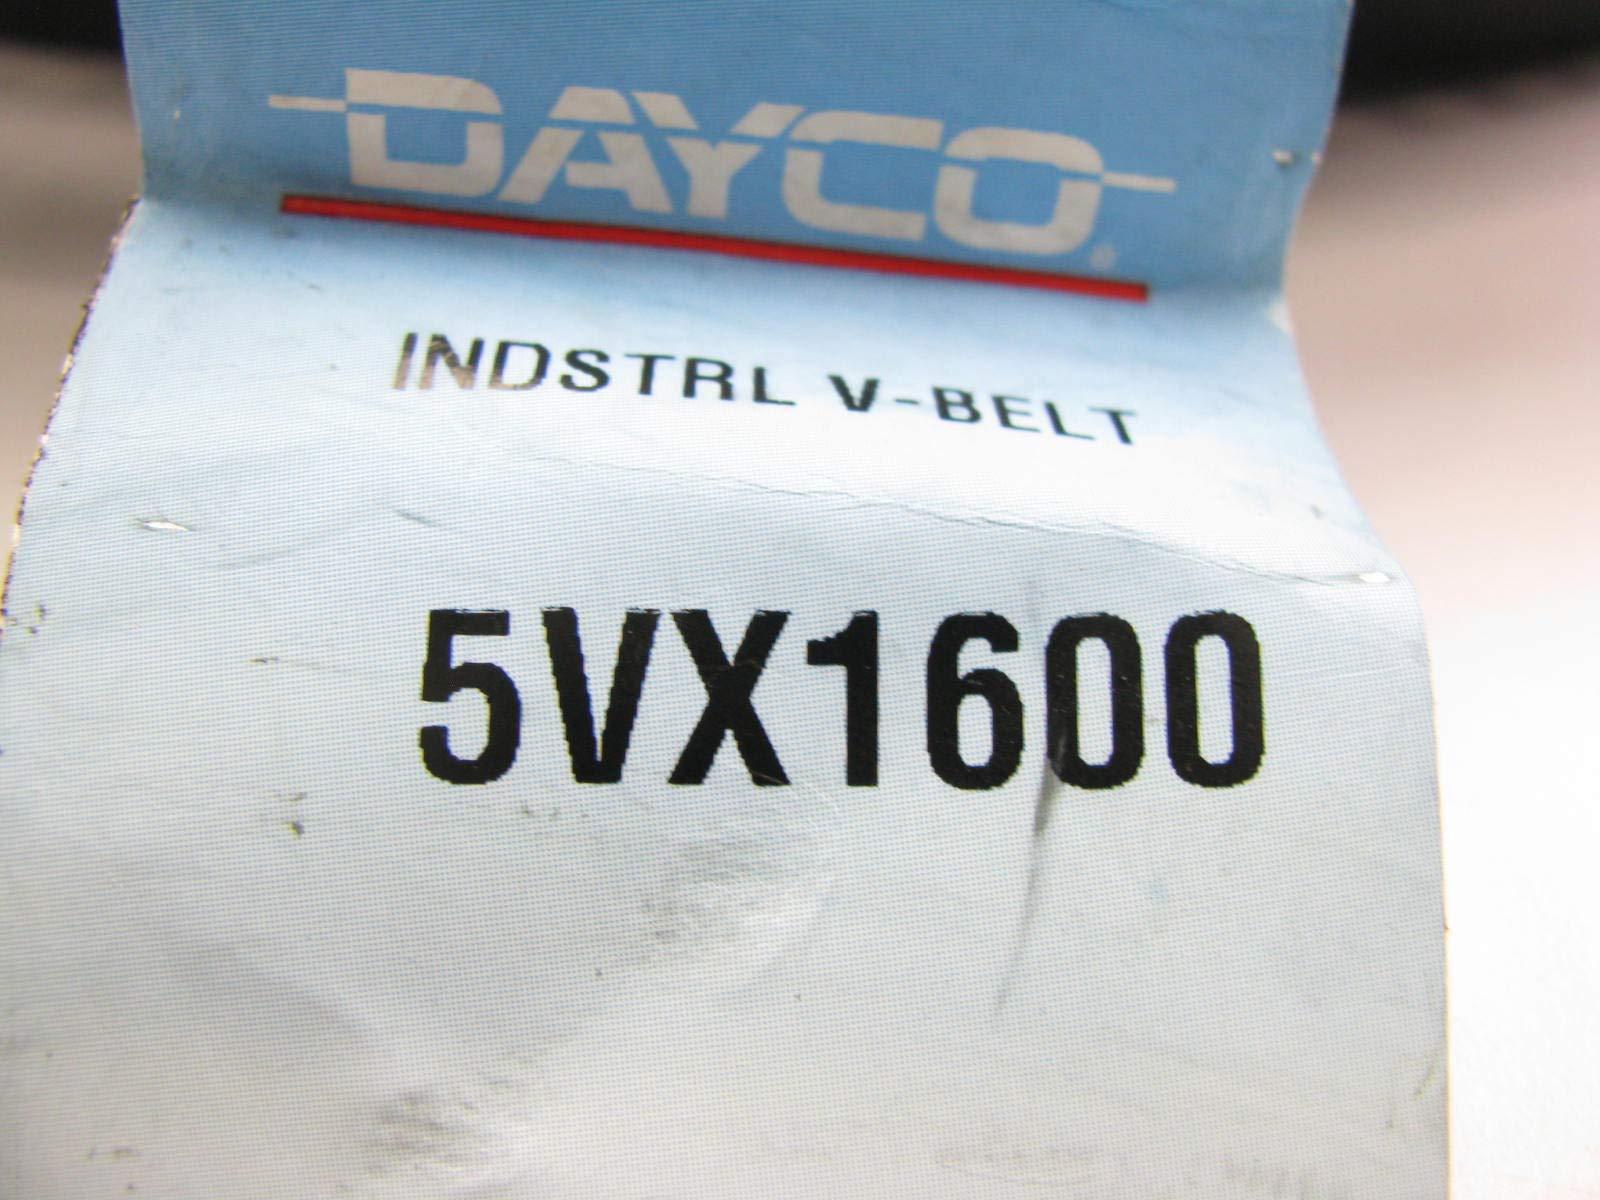 DAYCO®
INDSTRL V-BELT
5VX1600